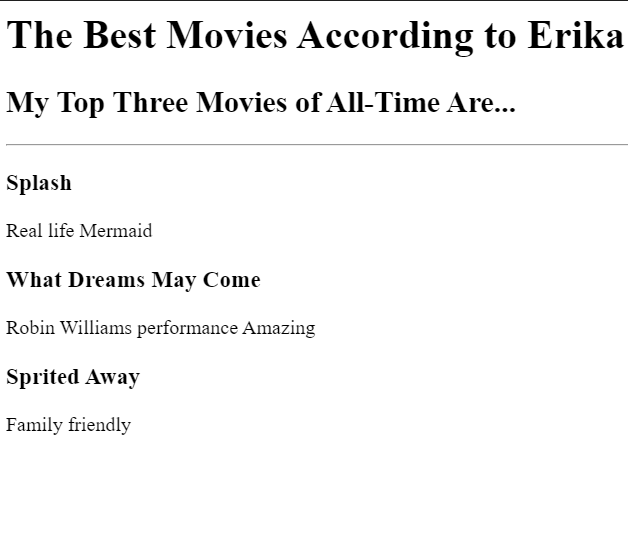 The Best Movies According to Erika
My Top Three Movies of All-Time Are...
Splash
Real life Mermaid
What Dreams May Come
Robin Williams performance Amazing
Sprited Away
Family friendly